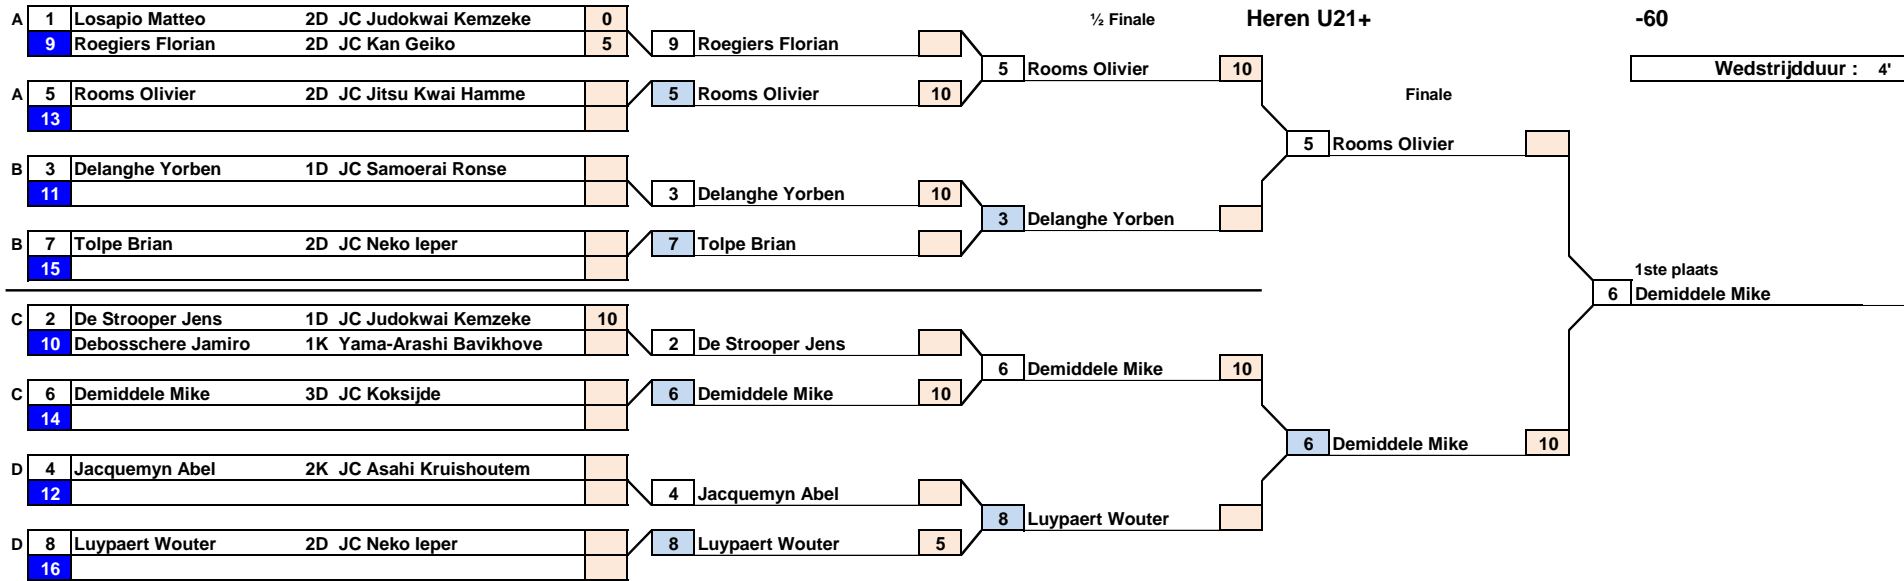 A 1 Losapio Matteo 2D JC Judokwai Kemzeke 0 ½ Finale Heren U21+ -60
9 Roegiers Florian 2D JC Kan Geiko 5 9 Roegiers Florian
5 Rooms Olivier 10 Wedstrijdduur : 4'
A 5 Rooms Olivier 2D JC Jitsu Kwai Hamme 5 Rooms Olivier 10 Finale
13
5 Rooms Olivier
B 3 Delanghe Yorben 1D JC Samoerai Ronse
11 3 Delanghe Yorben 10
3 Delanghe Yorben
B 7 Tolpe Brian 2D JC Neko Ieper 7 Tolpe Brian
15 1ste plaats
6 Demiddele Mike
C 2 De Strooper Jens 1D JC Judokwai Kemzeke 10
10 Debosschere Jamiro 1K Yama-Arashi Bavikhove 2 De Strooper Jens
6 Demiddele Mike 10
C 6 Demiddele Mike 3D JC Koksijde 6 Demiddele Mike 10
14
6 Demiddele Mike 10
D 4 Jacquemyn Abel 2K JC Asahi Kruishoutem
12 4 Jacquemyn Abel
8 Luypaert Wouter
D 8 Luypaert Wouter 2D JC Neko Ieper 8 Luypaert Wouter 5
16